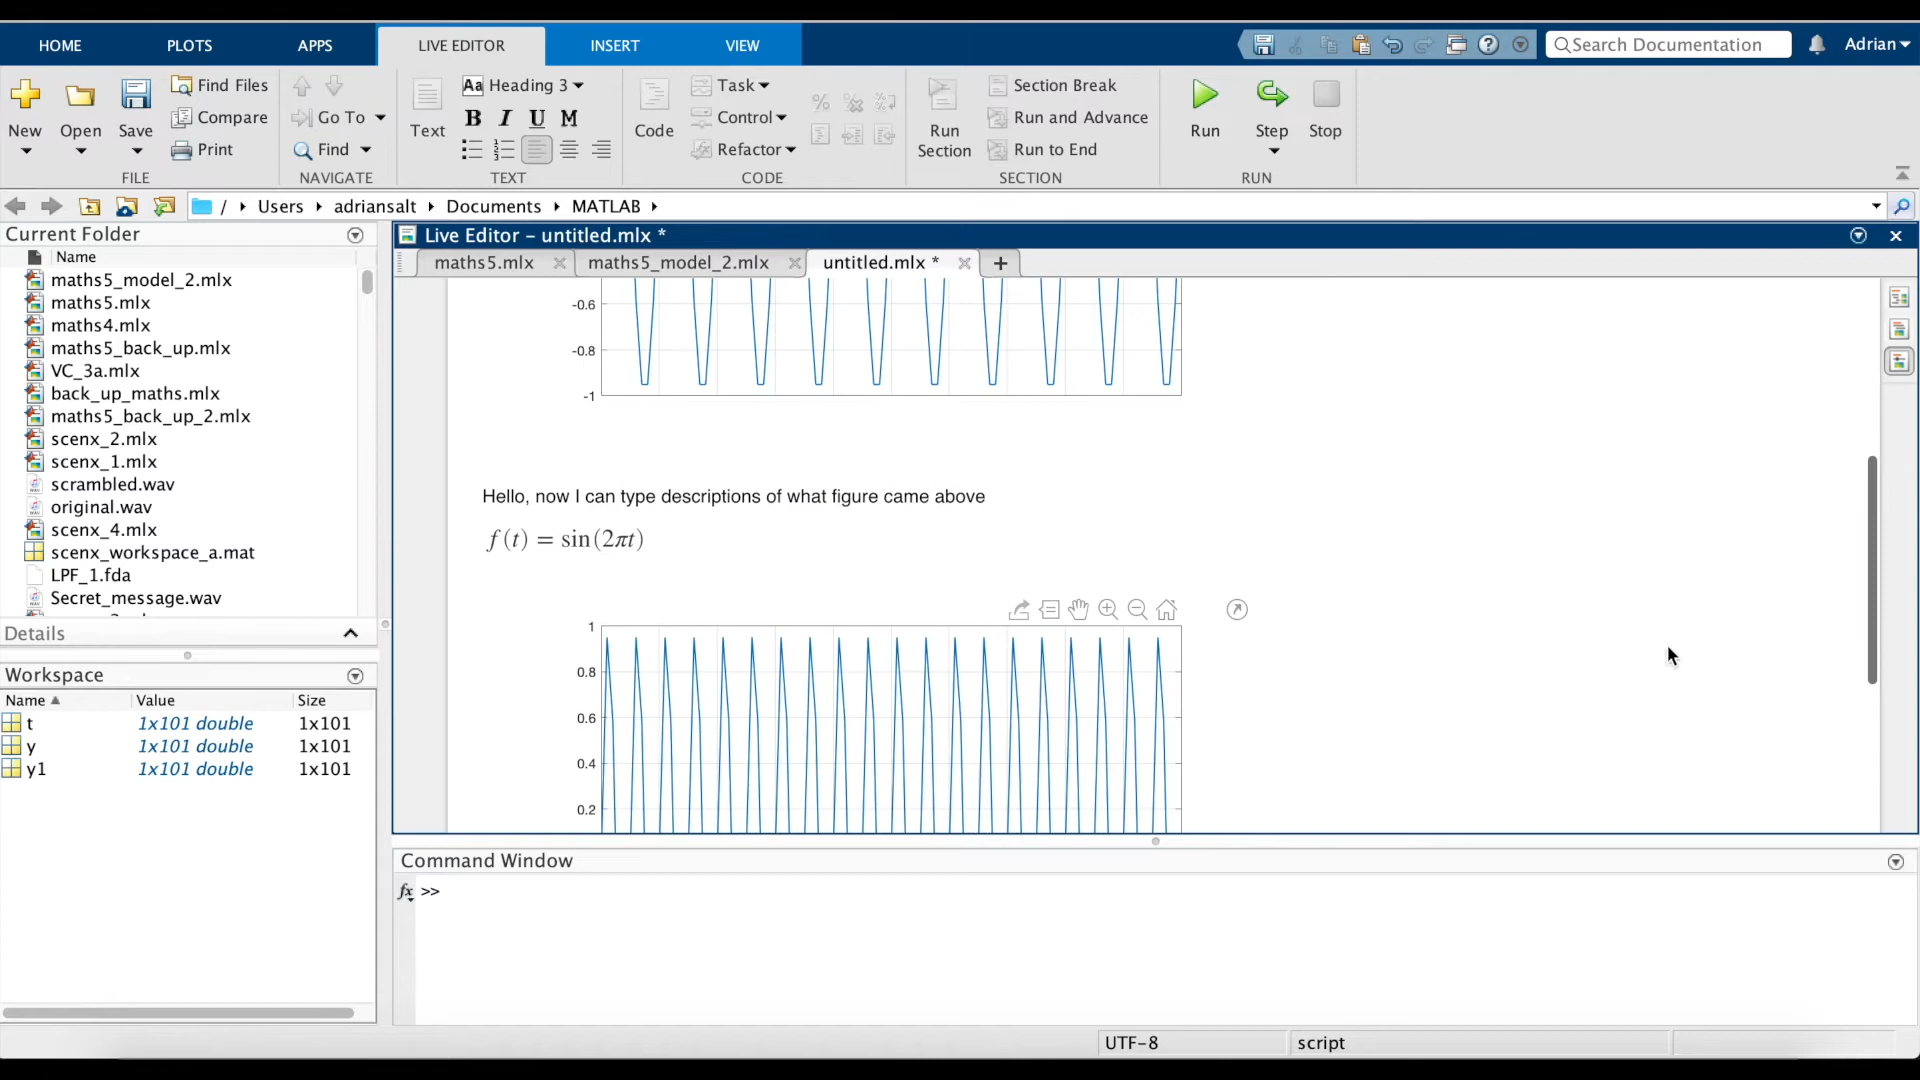 HOME PLOTS APPS LIVE EDITOR INSERT VIEW Search Documentation Adrian
Find Files Aa Heading 3 Task Section Break
Compare Go To B I U M Control Run and Advance
New Open Save Text Code Run Section Run Step Stop
Print Find Refactor Run to End
FILE NAVIGATE TEXT CODE SECTION RUN
/ Users adriansalt Documents MATLAB
Current Folder
Name
maths5_model_2.mlx
maths5.mlx
maths4.mlx
maths5_back_up.mlx
VC_3a.mlx
back_up_maths.mlx
maths5_back_up_2.mlx
scenx_2.mlx
scenx_1.mlx
scrambled.wav
original.wav
scenx_4.mlx
scenx_workspace_a.mat
LPF_1.fda
Secret_message.wav
Details
Workspace
Name Value Size
t 1x101 double 1x101
y 1x101 double 1x101
y1 1x101 double 1x101
Live Editor – untitled.mlx *
maths5.mlx maths5_model_2.mlx untitled.mlx * +
-0.6
-0.8
-1
Hello, now I can type descriptions of what figure came above
f(t) = sin(2πt)
1
0.8
0.6
0.4
0.2
Command Window
fx >>
UTF-8 script